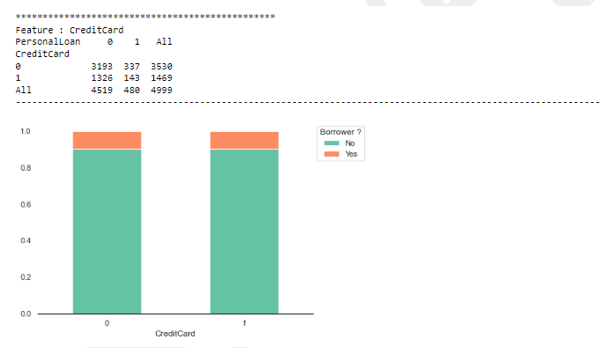 ************************************************
Feature : CreditCard
PersonalLoan 0 1 All
CreditCard
0 3193 337 3530
1 1326 143 1469
All 4519 480 4999
------------------------------------------------------------------------------------------------------------
1.0
0.8
0.6
0.4
0.2
0.0
0 1
CreditCard
Borrower ?
No
Yes